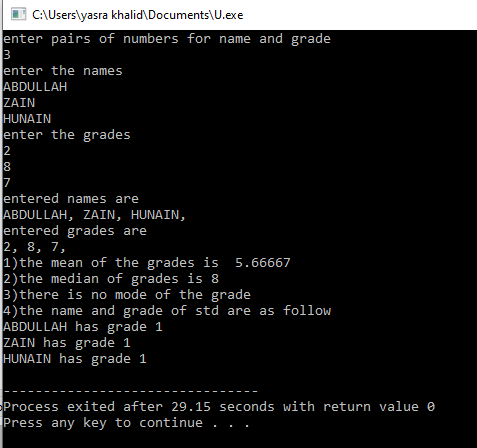 C:\Users\yasra khalid\Documents\U.exe
enter pairs of numbers for name and grade
3
enter the names
ABDULLAH
ZAIN
HUNAIN
enter the grades
2
8
7
entered names are
ABDULLAH, ZAIN, HUNAIN,
entered grades are
2, 8, 7,
1)the mean of the grades is  5.66667
2)the median of grades is 8
3)there is no mode of the grade
4)the name and grade of std are as follow
ABDULLAH has grade 1
ZAIN has grade 1
HUNAIN has grade 1
--------------------------------
Process exited after 29.15 seconds with return value 0
Press any key to continue . . .